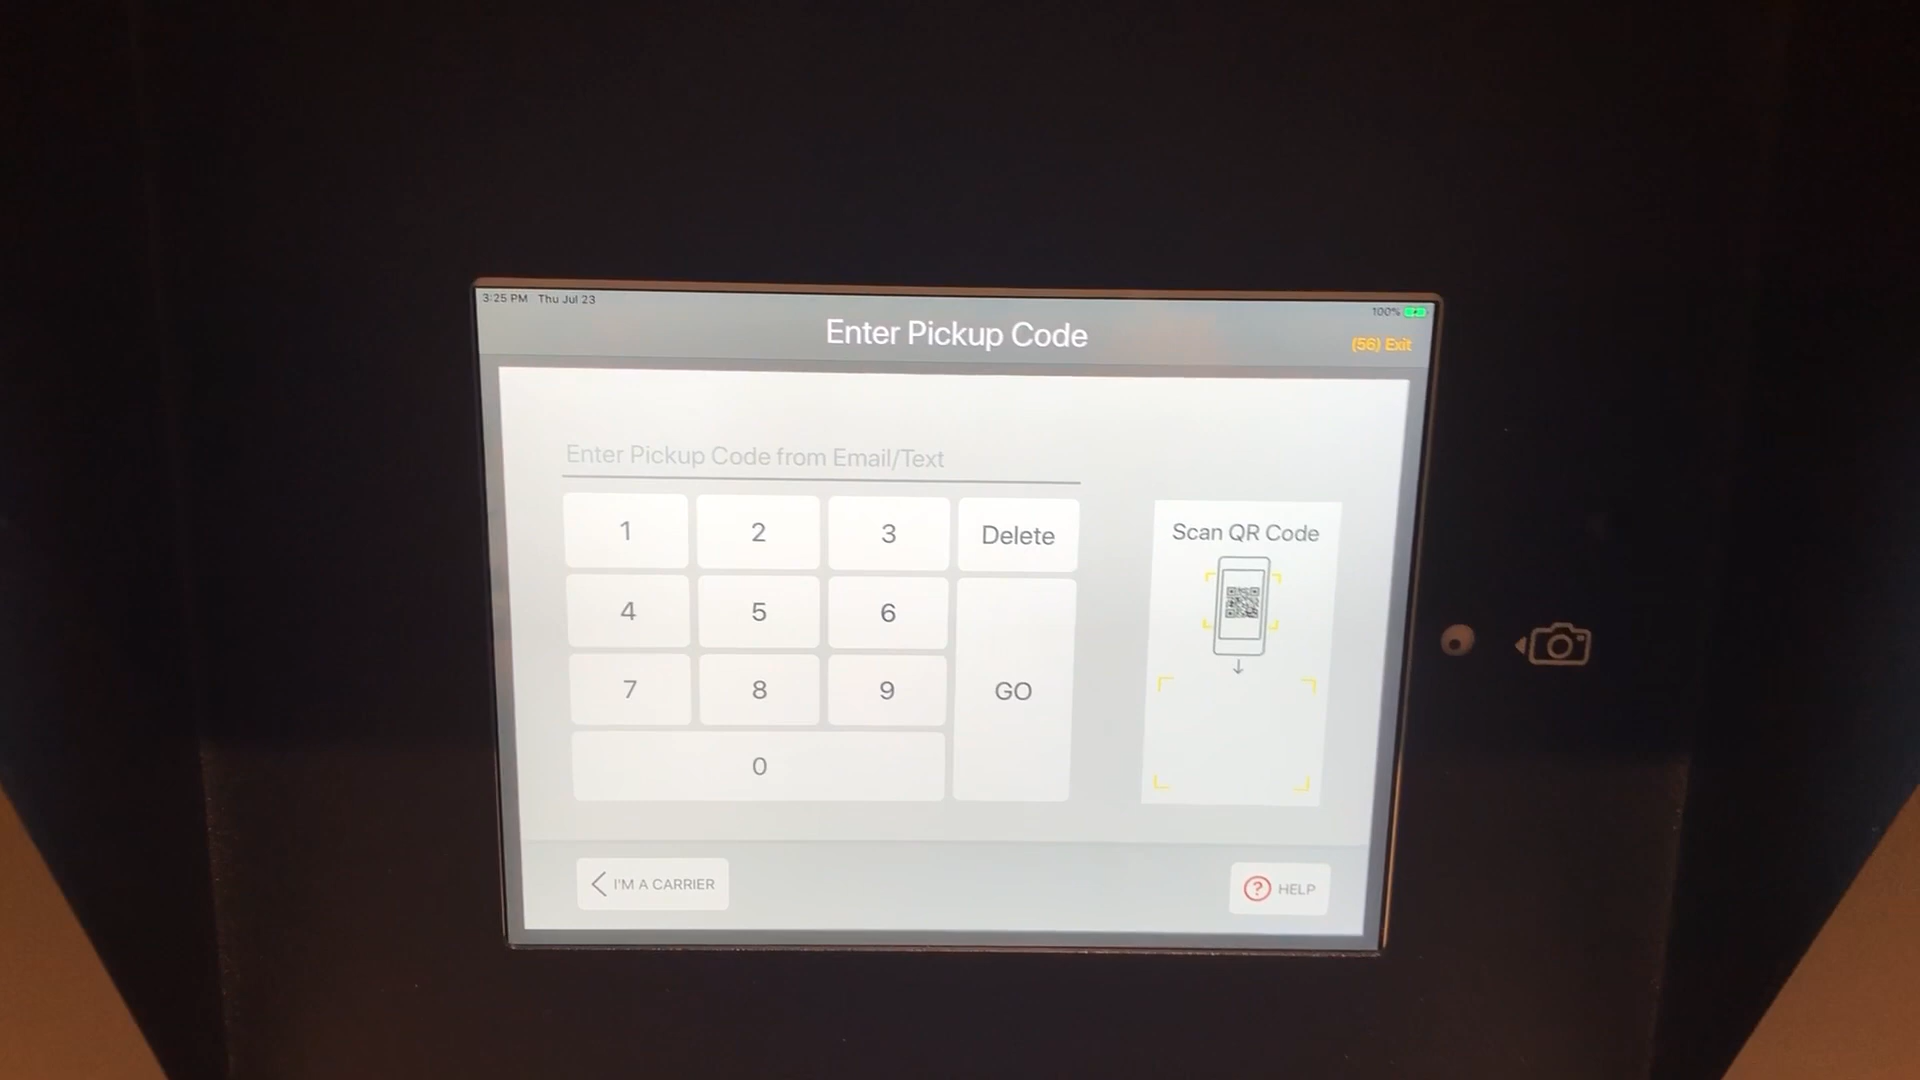 3:25 PM Thu Jul 23
100%
Enter Pickup Code
(56) Exit
Enter Pickup Code from Email/Text
1 2 3 Delete
4 5 6
7 8 9 GO
0
Scan QR Code
I'M A CARRIER
? HELP